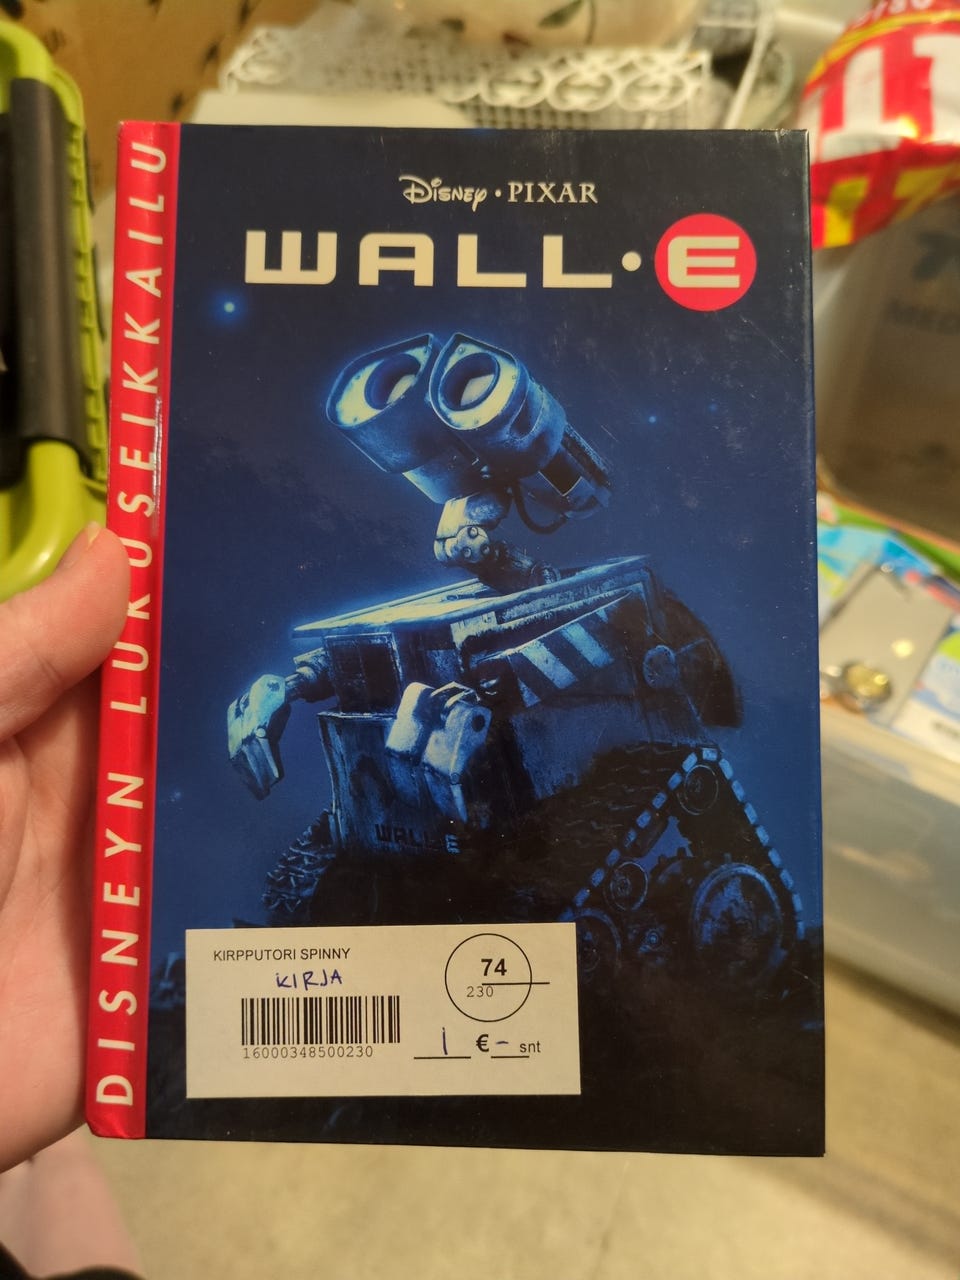 DISNEYN LUKUSEIKKAILU
Disney • PIXAR
WALL•E
WALL•E
KIRPPUTORI SPINNY
KIRJA
74
230
16000348500230
1 € - snt